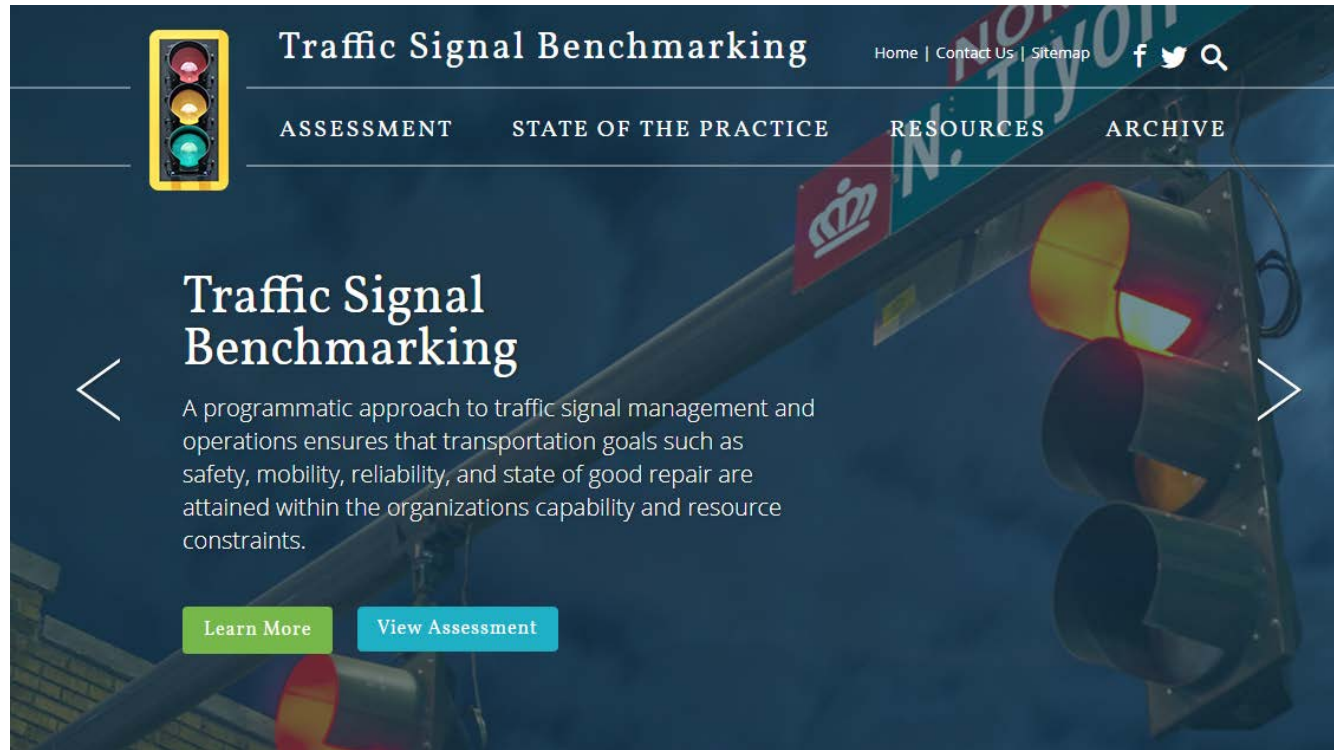 Traffic Signal Benchmarking
Home | Contact Us | Sitemap
ASSESSMENT
STATE OF THE PRACTICE
RESOURCES
ARCHIVE
N. Tryon
Traffic Signal
Benchmarking
A programmatic approach to traffic signal management and
operations ensures that transportation goals such as
safety, mobility, reliability, and state of good repair are
attained within the organizations capability and resource
constraints.
Learn More
View Assessment